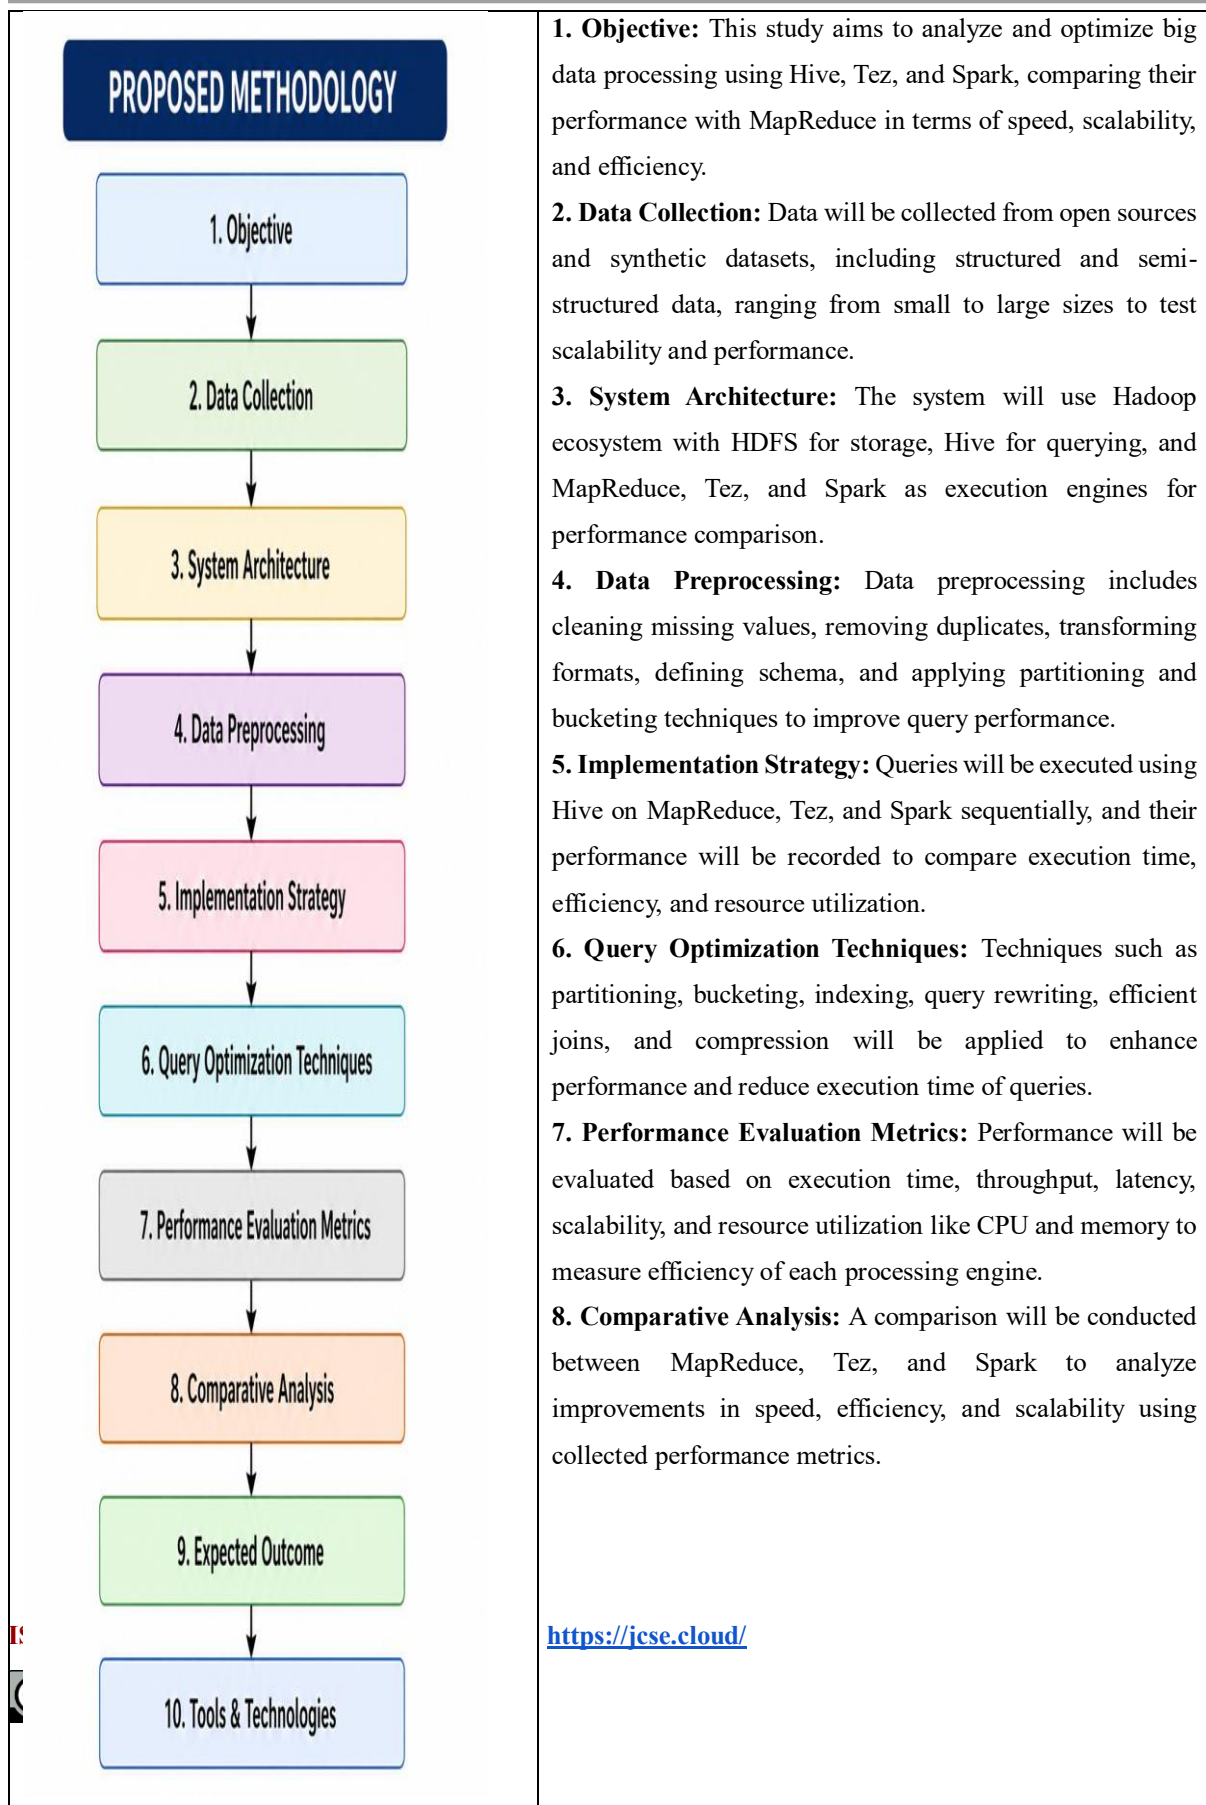 PROPOSED METHODOLOGY
1. Objective
2. Data Collection
3. System Architecture
4. Data Preprocessing
5. Implementation Strategy
6. Query Optimization Techniques
7. Performance Evaluation Metrics
8. Comparative Analysis
9. Expected Outcome
10. Tools & Technologies
1. Objective: This study aims to analyze and optimize big
data processing using Hive, Tez, and Spark, comparing their
performance with MapReduce in terms of speed, scalability,
and efficiency.
2. Data Collection: Data will be collected from open sources
and synthetic datasets, including structured and semi-
structured data, ranging from small to large sizes to test
scalability and performance.
3. System Architecture: The system will use Hadoop
ecosystem with HDFS for storage, Hive for querying, and
MapReduce, Tez, and Spark as execution engines for
performance comparison.
4. Data Preprocessing: Data preprocessing includes
cleaning missing values, removing duplicates, transforming
formats, defining schema, and applying partitioning and
bucketing techniques to improve query performance.
5. Implementation Strategy: Queries will be executed using
Hive on MapReduce, Tez, and Spark sequentially, and their
performance will be recorded to compare execution time,
efficiency, and resource utilization.
6. Query Optimization Techniques: Techniques such as
partitioning, bucketing, indexing, query rewriting, efficient
joins, and compression will be applied to enhance
performance and reduce execution time of queries.
7. Performance Evaluation Metrics: Performance will be
evaluated based on execution time, throughput, latency,
scalability, and resource utilization like CPU and memory to
measure efficiency of each processing engine.
8. Comparative Analysis: A comparison will be conducted
between MapReduce, Tez, and Spark to analyze
improvements in speed, efficiency, and scalability using
collected performance metrics.
https://jcse.cloud/